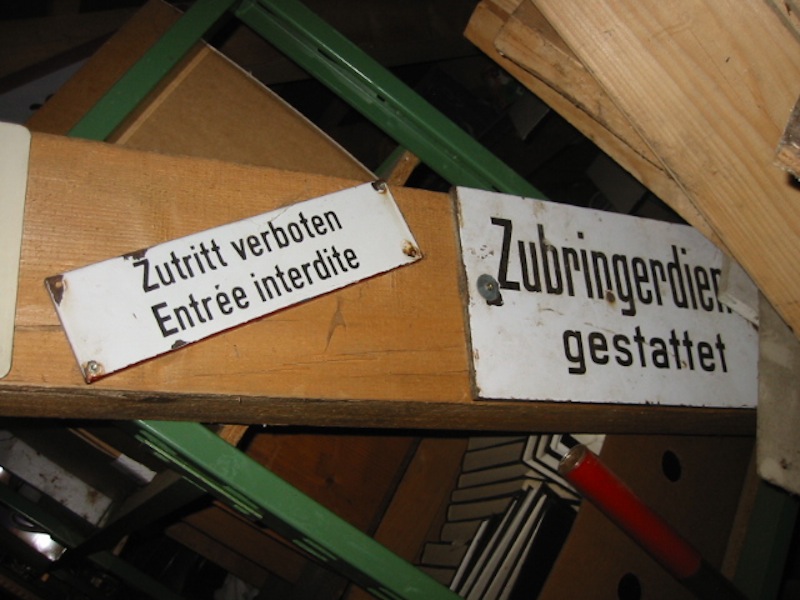 Zutritt verboten
Entrée interdite
Zubringerdien
gestattet